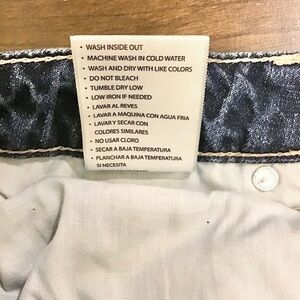 • WASH INSIDE OUT
• MACHINE WASH IN COLD WATER
• WASH AND DRY WITH LIKE COLORS
• DO NOT BLEACH
• TUMBLE DRY LOW
• LOW IRON IF NEEDED
• LAVAR AL REVES
• LAVAR A MAQUINA CON AGUA FRIA
• LAVAR Y SECAR CON
COLORES SIMILARES
• NO USAR CLORO
• SECAR A BAJA TEMPERATURA
• PLANCHAR A BAJA TEMPERATURA
SI NECESITA